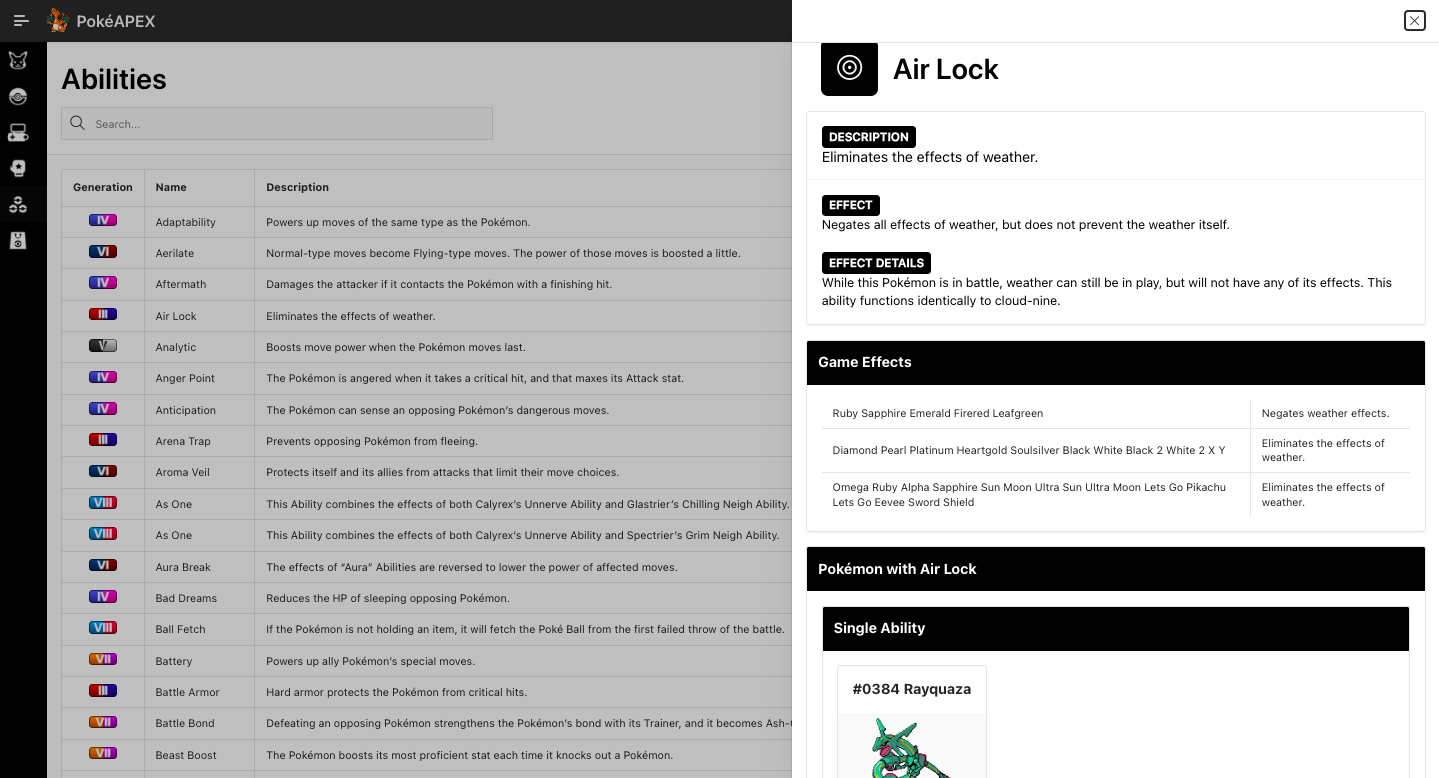 PokéAPEX
Abilities
Search...
Generation Name Description
IV Adaptability Powers up moves of the same type as the Pokémon.
VI Aerilate Normal-type moves become Flying-type moves. The power of those moves is boosted a little.
IV Aftermath Damages the attacker if it contacts the Pokémon with a finishing hit.
III Air Lock Eliminates the effects of weather.
V Analytic Boosts move power when the Pokémon moves last.
IV Anger Point The Pokémon is angered when it takes a critical hit, and that maxes its Attack stat.
IV Anticipation The Pokémon can sense an opposing Pokémon’s dangerous moves.
III Arena Trap Prevents opposing Pokémon from fleeing.
VI Aroma Veil Protects itself and its allies from attacks that limit their move choices.
VIII As One This Ability combines the effects of both Calyrex’s Unnerve Ability and Glastrier’s Chilling Neigh Ability.
VIII As One This Ability combines the effects of both Calyrex’s Unnerve Ability and Spectrier’s Grim Neigh Ability.
VI Aura Break The effects of “Aura” Abilities are reversed to lower the power of affected moves.
IV Bad Dreams Reduces the HP of sleeping opposing Pokémon.
VIII Ball Fetch If the Pokémon is not holding an item, it will fetch the Poké Ball from the first failed throw of the battle.
VII Battery Powers up ally Pokémon’s special moves.
III Battle Armor Hard armor protects the Pokémon from critical hits.
VII Battle Bond Defeating an opposing Pokémon strengthens the Pokémon’s bond with its Trainer, and it becomes Ash-
VII Beast Boost The Pokémon boosts its most proficient stat each time it knocks out a Pokémon.
Air Lock
DESCRIPTION
Eliminates the effects of weather.
EFFECT
Negates all effects of weather, but does not prevent the weather itself.
EFFECT DETAILS
While this Pokémon is in battle, weather can still be in play, but will not have any of its effects. This
ability functions identically to cloud-nine.
Game Effects
Ruby Sapphire Emerald Firered Leafgreen Negates weather effects.
Diamond Pearl Platinum Heartgold Soulsilver Black White Black 2 White 2 X Y Eliminates the effects of
weather.
Omega Ruby Alpha Sapphire Sun Moon Ultra Sun Ultra Moon Lets Go Pikachu Eliminates the effects of
Lets Go Eevee Sword Shield weather.
Pokémon with Air Lock
Single Ability
#0384 Rayquaza